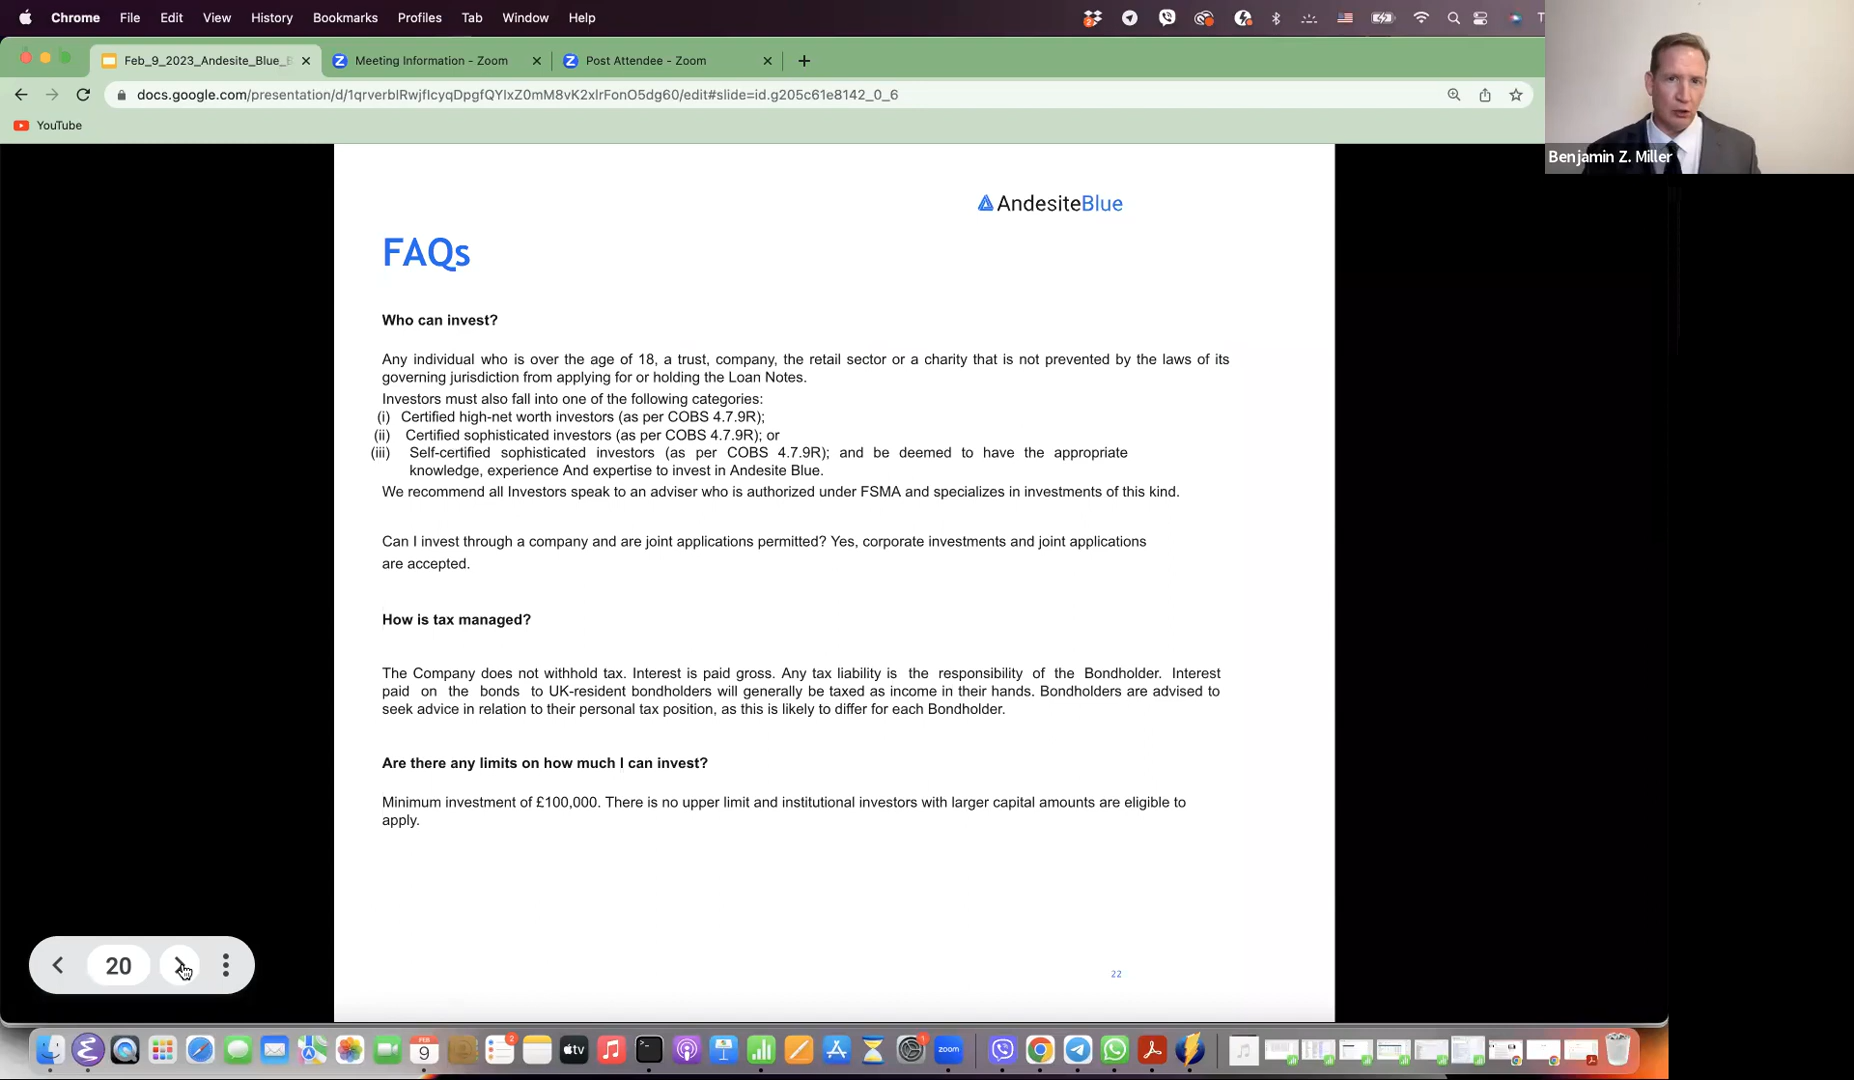 Chrome File Edit View History Bookmarks Profiles Tab Window Help
Feb_9_2023_Andesite_Blue_ Meeting Information - Zoom Post Attendee - Zoom
docs.google.com/presentation/d/1qrverblRwjfIcyqDpgfQYIxZ0mM8vK2xlrFonO5dg60/edit#slide=id.g205c61e8142_0_6
YouTube
Benjamin Z. Miller
AndesiteBlue
FAQs
Who can invest?
Any individual who is over the age of 18, a trust, company, the retail sector or a charity that is not prevented by the laws of its
governing jurisdiction from applying for or holding the Loan Notes.
Investors must also fall into one of the following categories:
(i) Certified high-net worth investors (as per COBS 4.7.9R);
(ii) Certified sophisticated investors (as per COBS 4.7.9R); or
(iii) Self-certified sophisticated investors (as per COBS 4.7.9R); and be deemed to have the appropriate
knowledge, experience And expertise to invest in Andesite Blue.
We recommend all Investors speak to an adviser who is authorized under FSMA and specializes in investments of this kind.
Can I invest through a company and are joint applications permitted? Yes, corporate investments and joint applications
are accepted.
How is tax managed?
The Company does not withhold tax. Interest is paid gross. Any tax liability is the responsibility of the Bondholder. Interest
paid on the bonds to UK-resident bondholders will generally be taxed as income in their hands. Bondholders are advised to
seek advice in relation to their personal tax position, as this is likely to differ for each Bondholder.
Are there any limits on how much I can invest?
Minimum investment of £100,000. There is no upper limit and institutional investors with larger capital amounts are eligible to
apply.
20
22
FEB
9
2
tv
zoom